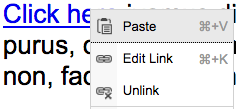 Click her
purus, c
non, fac
Paste ⌘+V
Edit Link ⌘+K
Unlink